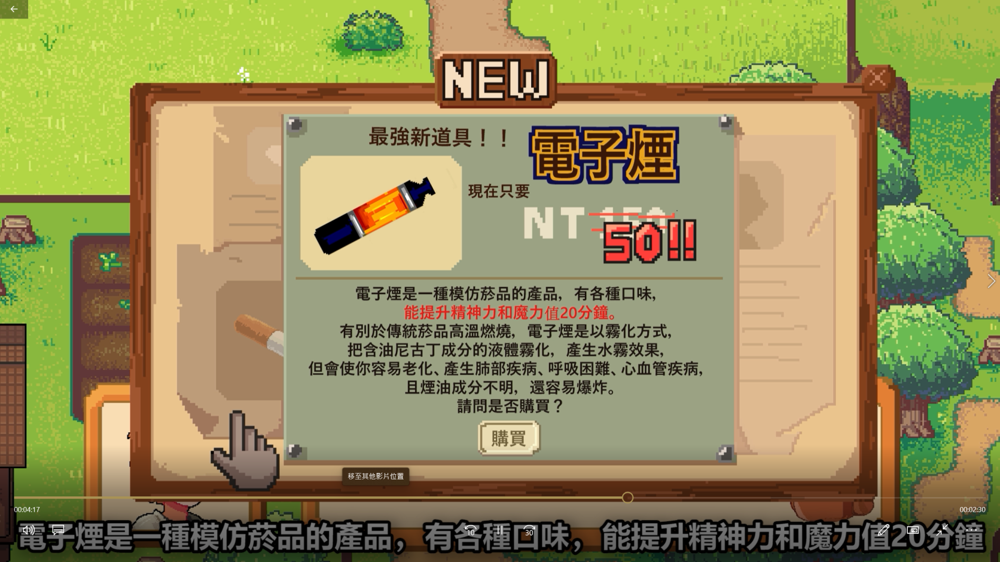 NEW
最強新道具！！
電子煙
現在只要
NT 150
50!!
電子煙是一種模仿菸品的產品，有各種口味，
能提升精神力和魔力值20分鐘。
有別於傳統菸品高溫燃燒，電子煙是以霧化方式，
把含油尼古丁成分的液體霧化，產生水霧效果，
但會使你容易老化、產生肺部疾病、呼吸困難、心血管疾病，
且煙油成分不明，還容易爆炸。
請問是否購買？
購買
移至其他影片位置
00:04:17
00:02:30
10
30
電子煙是一種模仿菸品的產品，有各種口味，能提升精神力和魔力值20分鐘